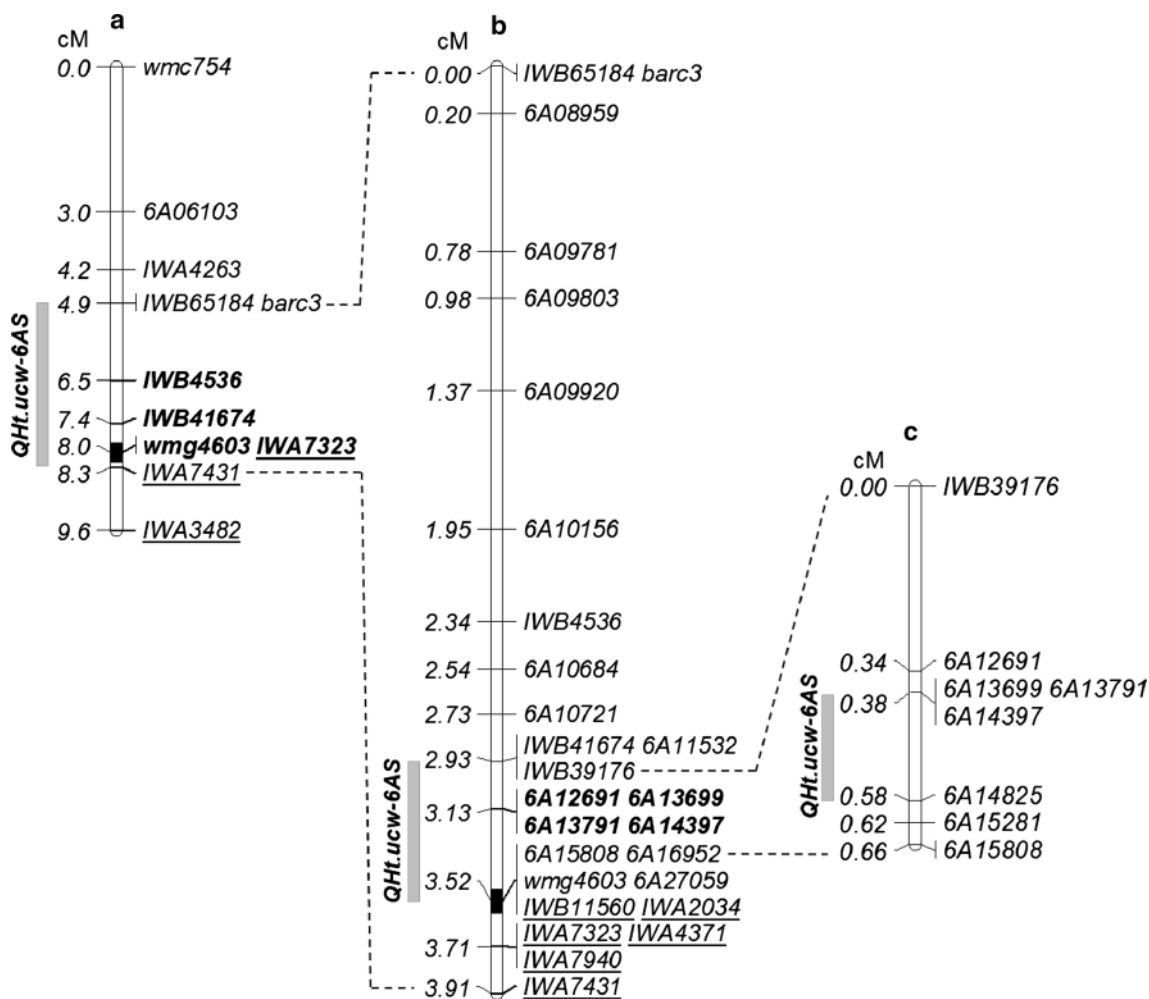 a
cM
0.0 wmc754
3.0 6A06103
4.2 IWA4263
4.9 IWB65184 barc3
6.5 IWB4536
7.4 IWB41674
8.0 wmg4603 IWA7323
8.3 IWA7431
9.6 IWA3482
QHt.ucw-6AS
b
cM
0.00 IWB65184 barc3
0.20 6A08959
0.78 6A09781
0.98 6A09803
1.37 6A09920
1.95 6A10156
2.34 IWB4536
2.54 6A10684
2.73 6A10721
IWB41674 6A11532
2.93
IWB39176
6A12691 6A13699
3.13
6A13791 6A14397
6A15808 6A16952
3.52 wmg4603 6A27059
IWB11560 IWA2034
IWA7323 IWA4371
3.71
IWA7940
3.91 IWA7431
QHt.ucw-6AS
c
cM
0.00 IWB39176
0.34 6A12691
6A13699 6A13791
0.38
6A14397
0.58 6A14825
0.62 6A15281
0.66 6A15808
QHt.ucw-6AS